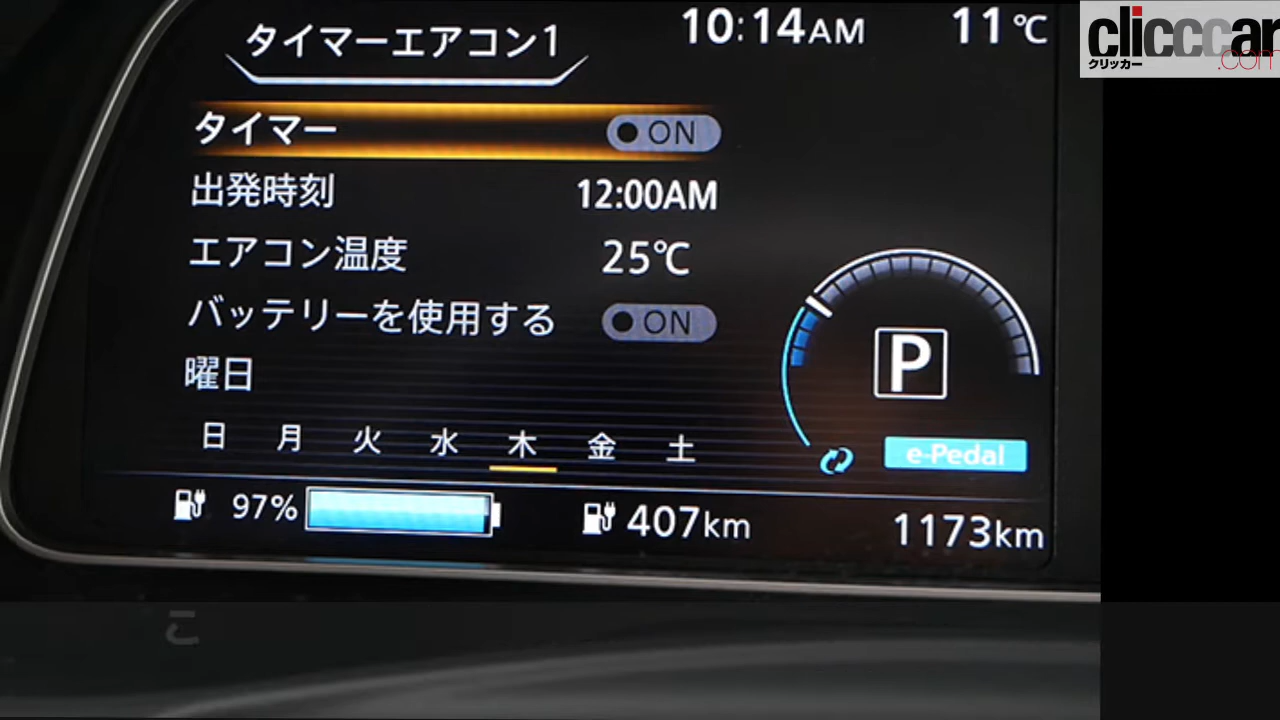 タイマーエアコン1
10:14AM
11℃
cliccar
クリッカー
.com
タイマー ON
出発時刻 12:00AM
エアコン温度 25℃
バッテリーを使用する ON
曜日
日 月 火 水 木 金 土
P
e-Pedal
97% 407km 1173km
こ